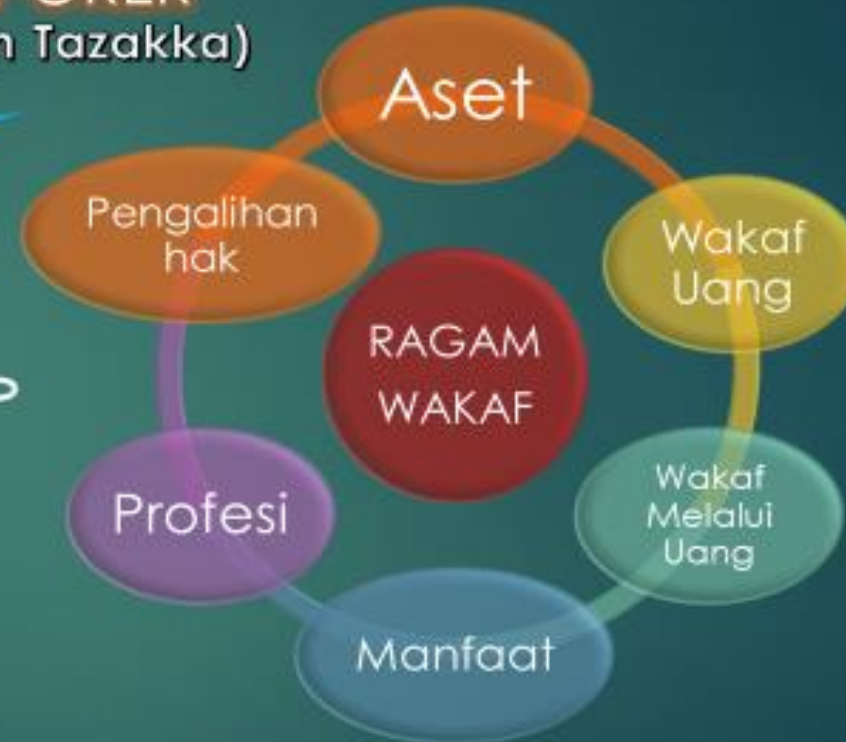 Tazakka)
Aset
Pengalihan
hak
Wakaf
Uang
RAGAM
WAKAF
Profesi
Wakaf
Melalui
Uang
Manfaat